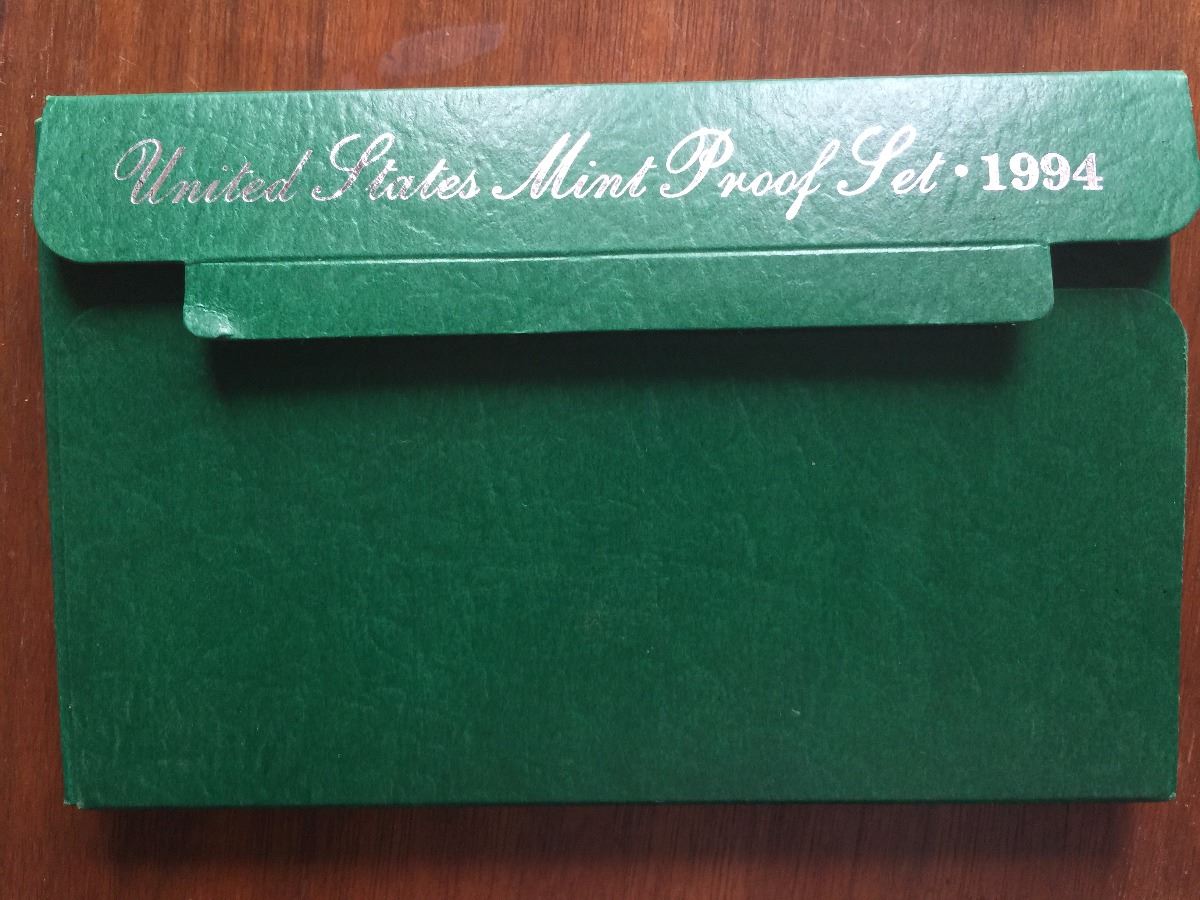 United States Mint Proof Set • 1994